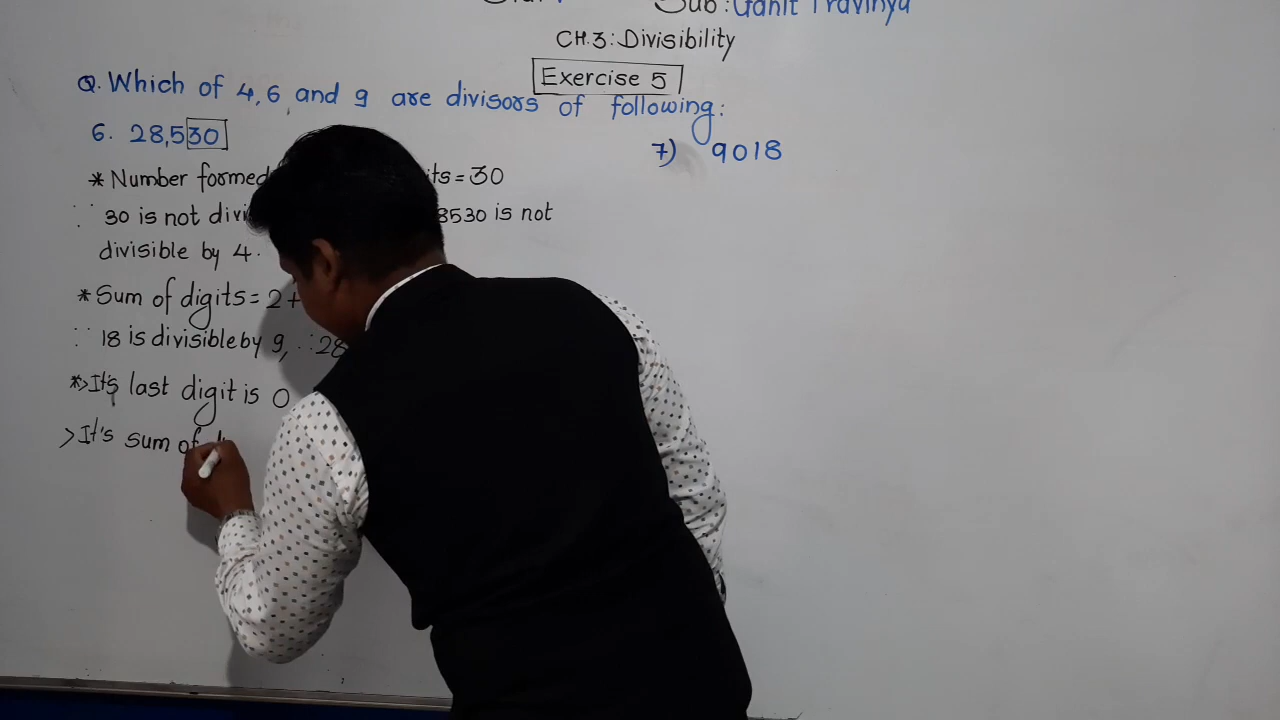 Sub: Ganit Pravinya
CH.3: Divisibility
Exercise 5
Q. Which of 4, 6, and 9 are divisors of following:
6. 28,530
* Number formed = 30
∵ 30 is not 8530 is not
divisible by 4.
* Sum of digits = 2 +
∵ 18 is divisible by 9, ∴ 28
*> It's last digit is 0
> It's sum of
7) 9018